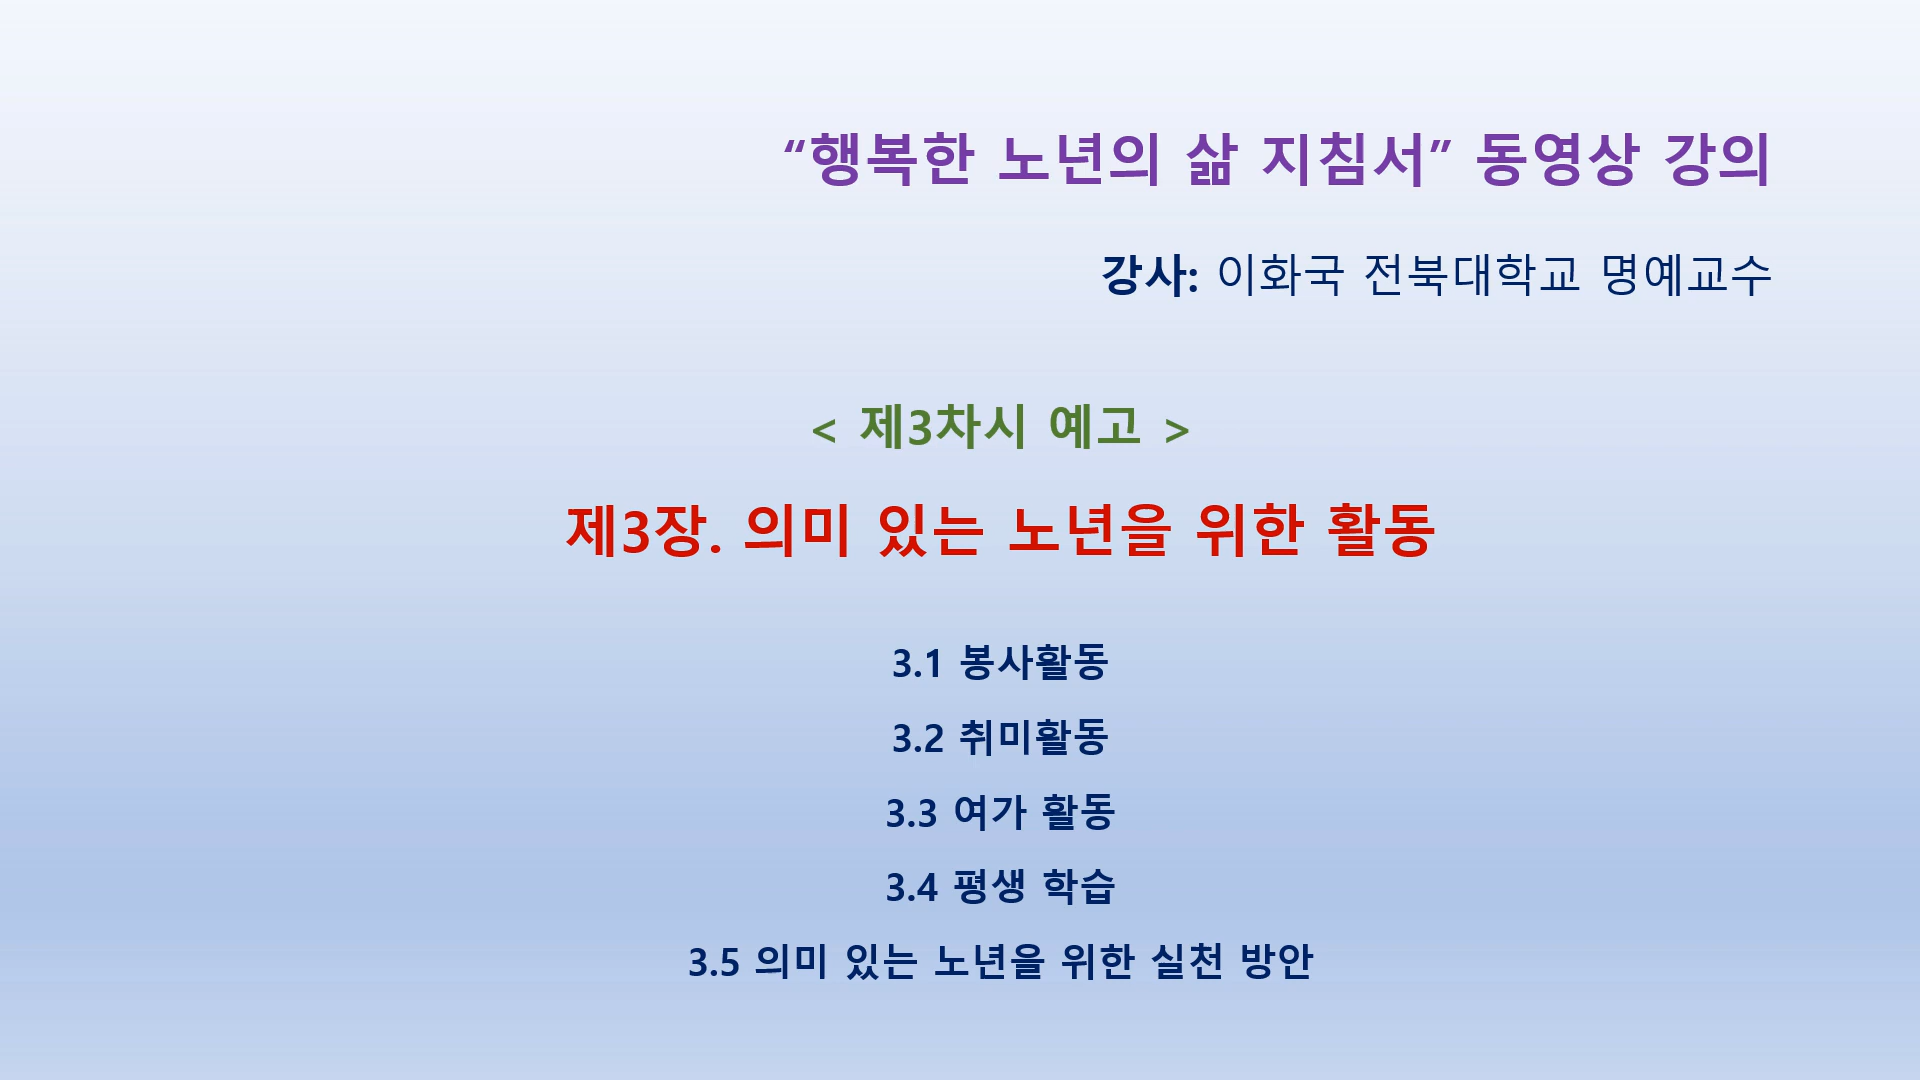 “행복한 노년의 삶 지침서” 동영상 강의
강사: 이화국 전북대학교 명예교수
< 제3차시 예고 >
제3장. 의미 있는 노년을 위한 활동
3.1 봉사활동
3.2 취미활동
3.3 여가 활동
3.4 평생 학습
3.5 의미 있는 노년을 위한 실천 방안